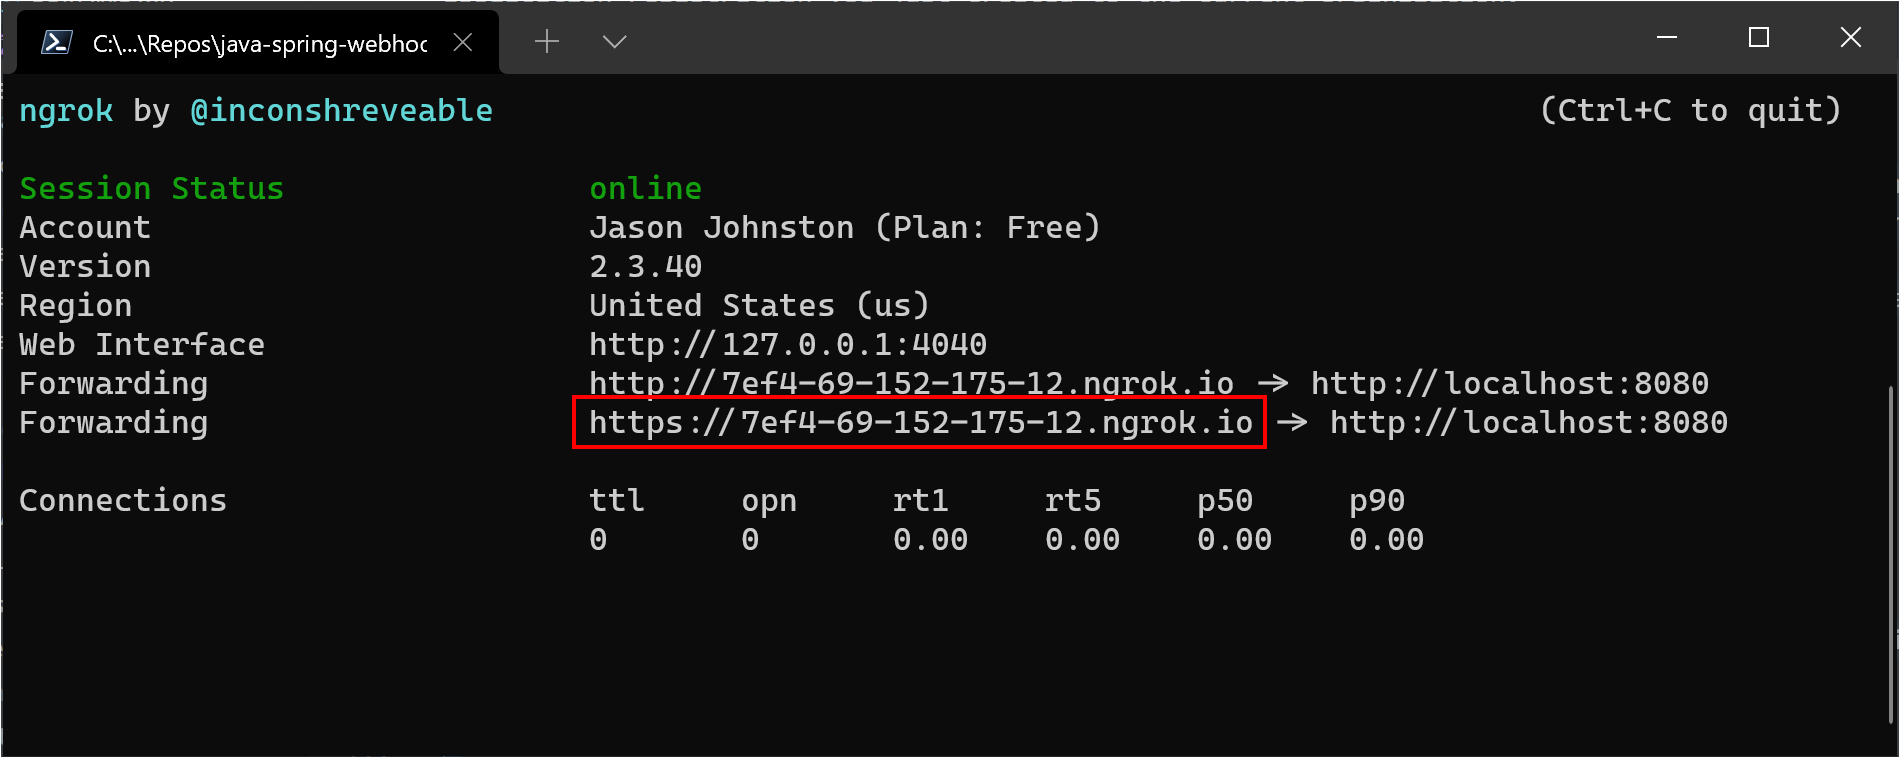 C:\...\Repos\java-spring-webhoo
ngrok by @inconshreveable (Ctrl+C to quit)
Session Status online
Account Jason Johnston (Plan: Free)
Version 2.3.40
Region United States (us)
Web Interface http://127.0.0.1:4040
Forwarding http://7ef4-69-152-175-12.ngrok.io -> http://localhost:8080
Forwarding https://7ef4-69-152-175-12.ngrok.io -> http://localhost:8080
Connections ttl opn rt1 rt5 p50 p90
0 0 0.00 0.00 0.00 0.00